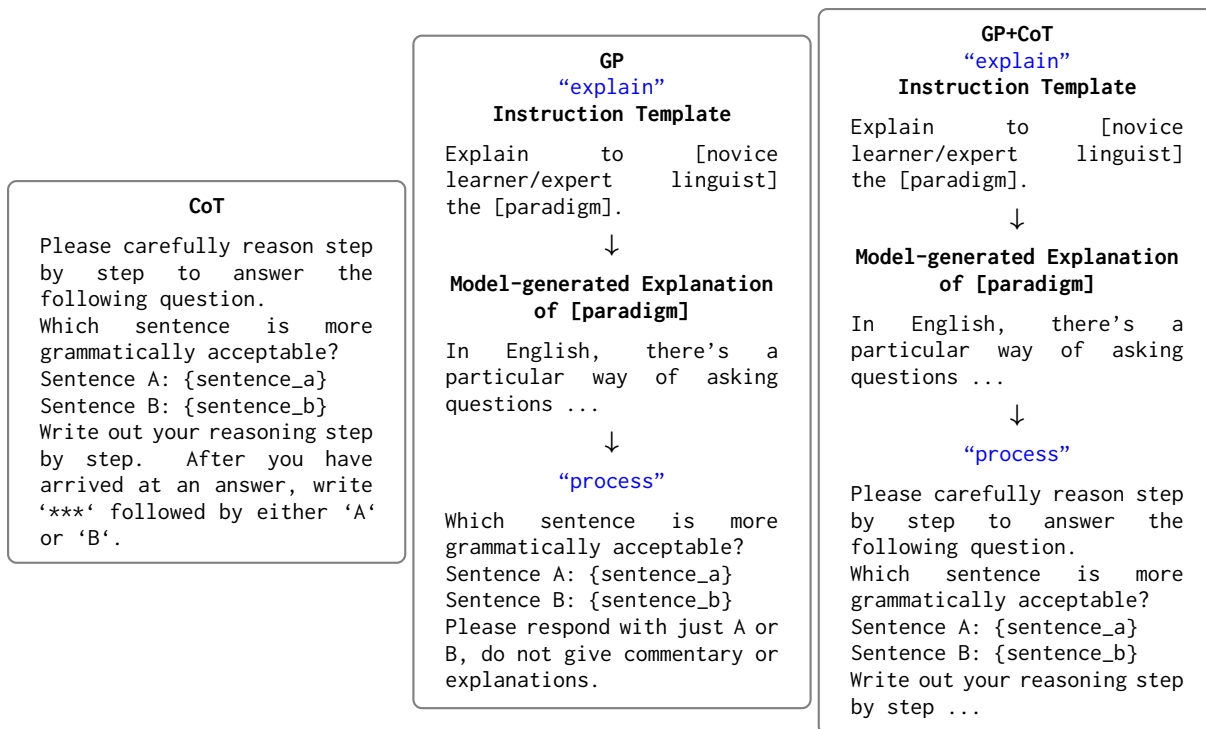 CoT
Please carefully reason step
by step to answer the
following question.
Which sentence is more
grammatically acceptable?
Sentence A: {sentence_a}
Sentence B: {sentence_b}
Write out your reasoning step
by step. After you have
arrived at an answer, write
‘***‘ followed by either ‘A‘
or ‘B‘.
GP
“explain”
Instruction Template
Explain to [novice
learner/expert linguist]
the [paradigm].
↓
Model-generated Explanation
of [paradigm]
In English, there's a
particular way of asking
questions ...
↓
“process”
Which sentence is more
grammatically acceptable?
Sentence A: {sentence_a}
Sentence B: {sentence_b}
Please respond with just A or
B, do not give commentary or
explanations.
GP+CoT
“explain”
Instruction Template
Explain to [novice
learner/expert linguist]
the [paradigm].
↓
Model-generated Explanation
of [paradigm]
In English, there's a
particular way of asking
questions ...
↓
“process”
Please carefully reason step
by step to answer the
following question.
Which sentence is more
grammatically acceptable?
Sentence A: {sentence_a}
Sentence B: {sentence_b}
Write out your reasoning step
by step ...